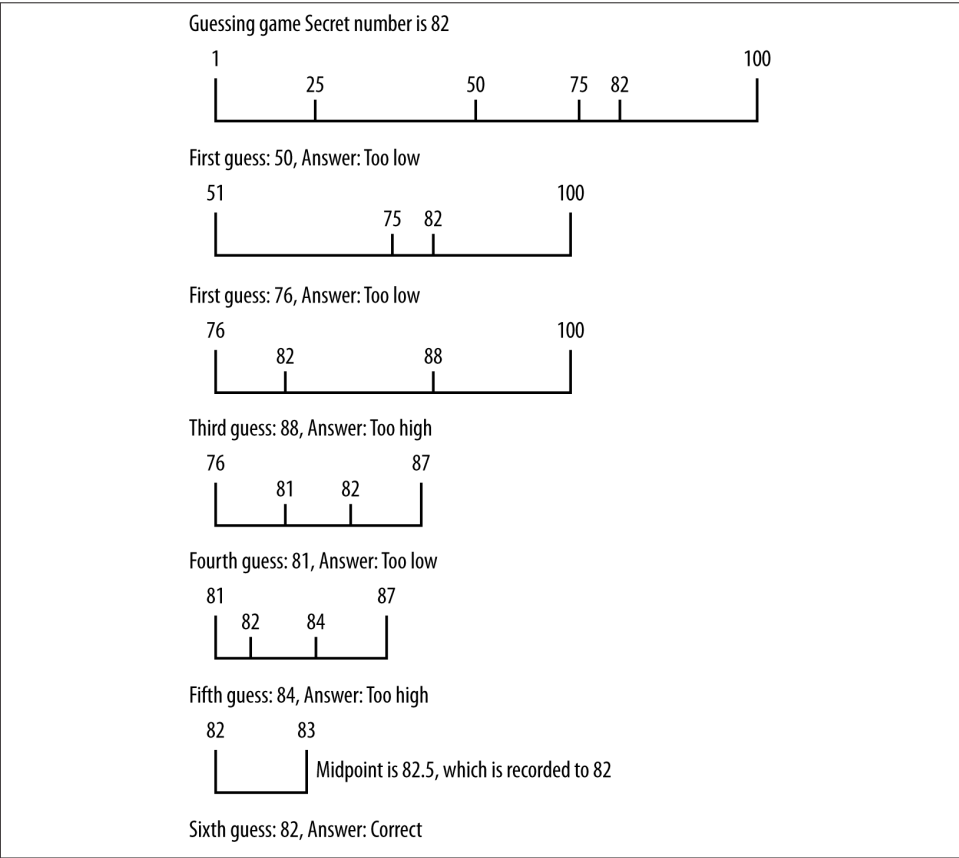 Guessing game Secret number is 82
1 100
25 50 75 82
First guess: 50, Answer: Too low
51 100
75 82
First guess: 76, Answer: Too low
76 100
82 88
Third guess: 88, Answer: Too high
76 87
81 82
Fourth guess: 81, Answer: Too low
81 87
82 84
Fifth guess: 84, Answer: Too high
82 83
Midpoint is 82.5, which is recorded to 82
Sixth guess: 82, Answer: Correct